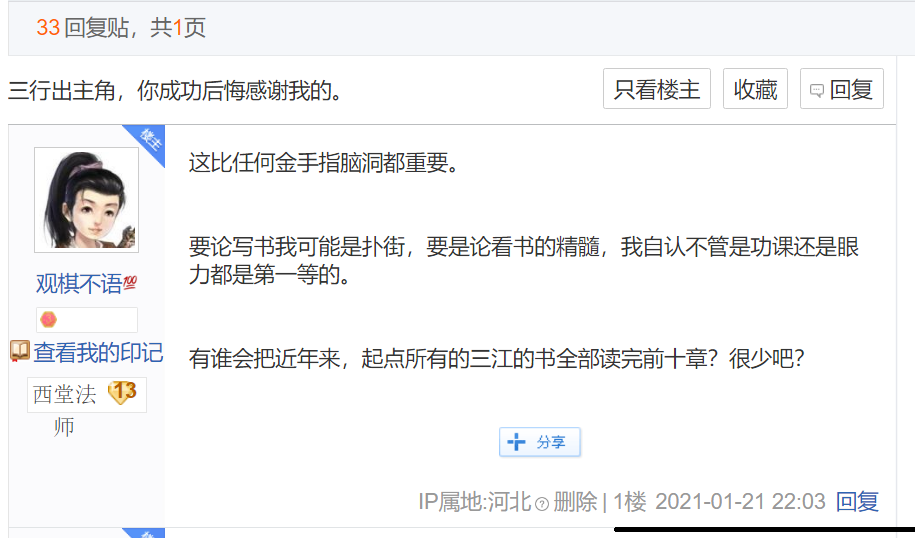 33回复贴，共1页
三行出主角，你成功后悔感谢我的。
只看楼主
收藏
回复
楼主
这比任何金手指脑洞都重要。
要论写书我可能是扑街，要是论看书的精髓，我自认不管是功课还是眼
力都是第一等的。
观棋不语💯
查看我的印记
有谁会把近年来，起点所有的三江的书全部读完前十章？很少吧？
西堂法 13
师
分享
IP属地:河北 删除 | 1楼 2021-01-21 22:03 回复